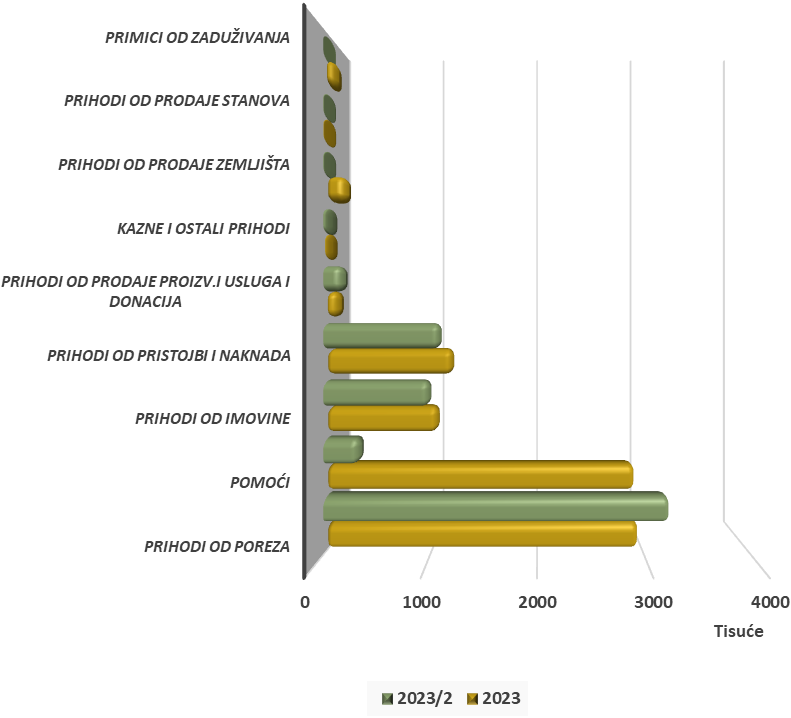 PRIMICI OD ZADUŽIVANJA
PRIHODI OD PRODAJE STANOVA
PRIHODI OD PRODAJE ZEMLJIŠTA
KAZNE I OSTALI PRIHODI
PRIHODI OD PRODAJE PROIZV.I USLUGA I
DONACIJA
PRIHODI OD PRISTOJBI I NAKNADA
PRIHODI OD IMOVINE
POMOĆI
PRIHODI OD POREZA
0 1000 2000 3000 4000
Tisuće
2023/2 2023